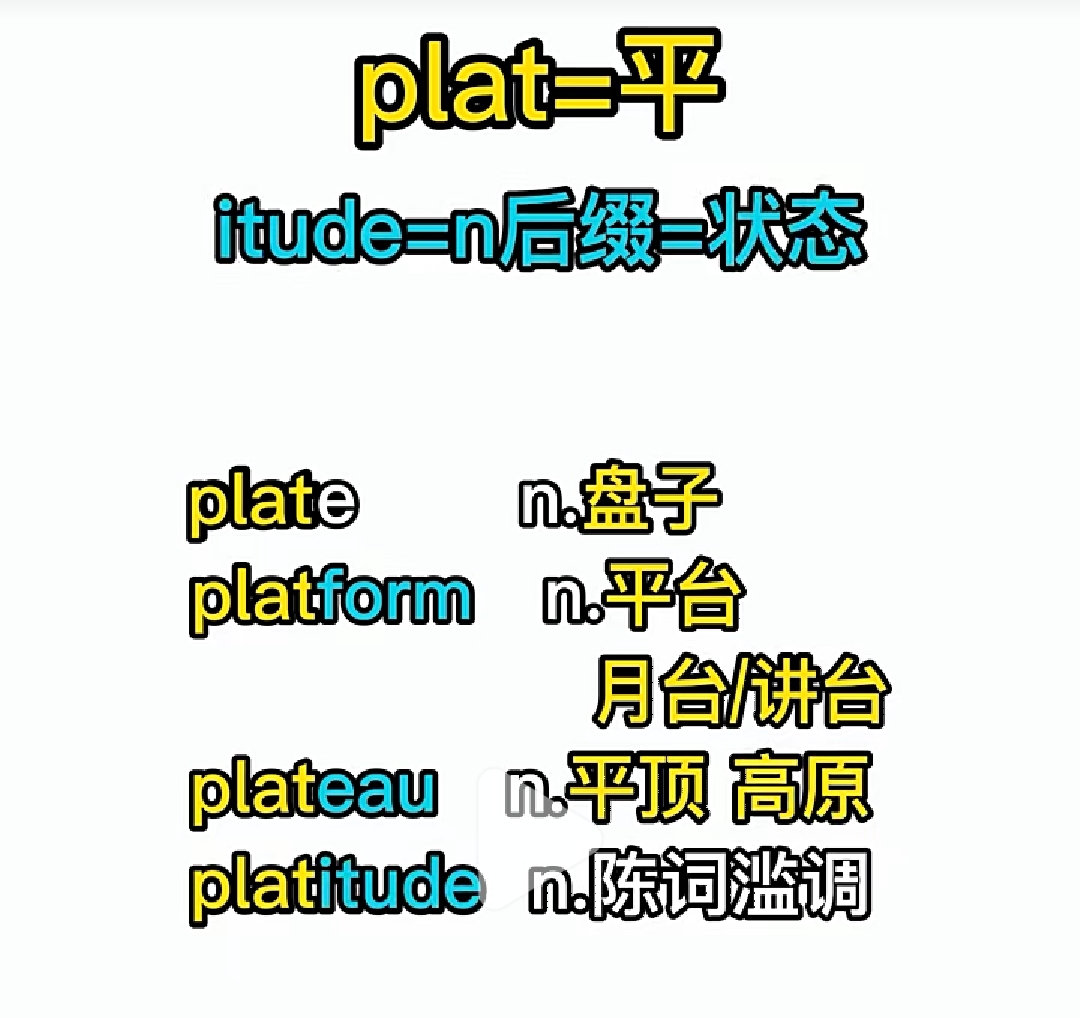 plat=平
itude=n后缀=状态
plate n.盘子
platform n.平台
月台/讲台
plateau n.平顶 高原
platitude n.陈词滥调